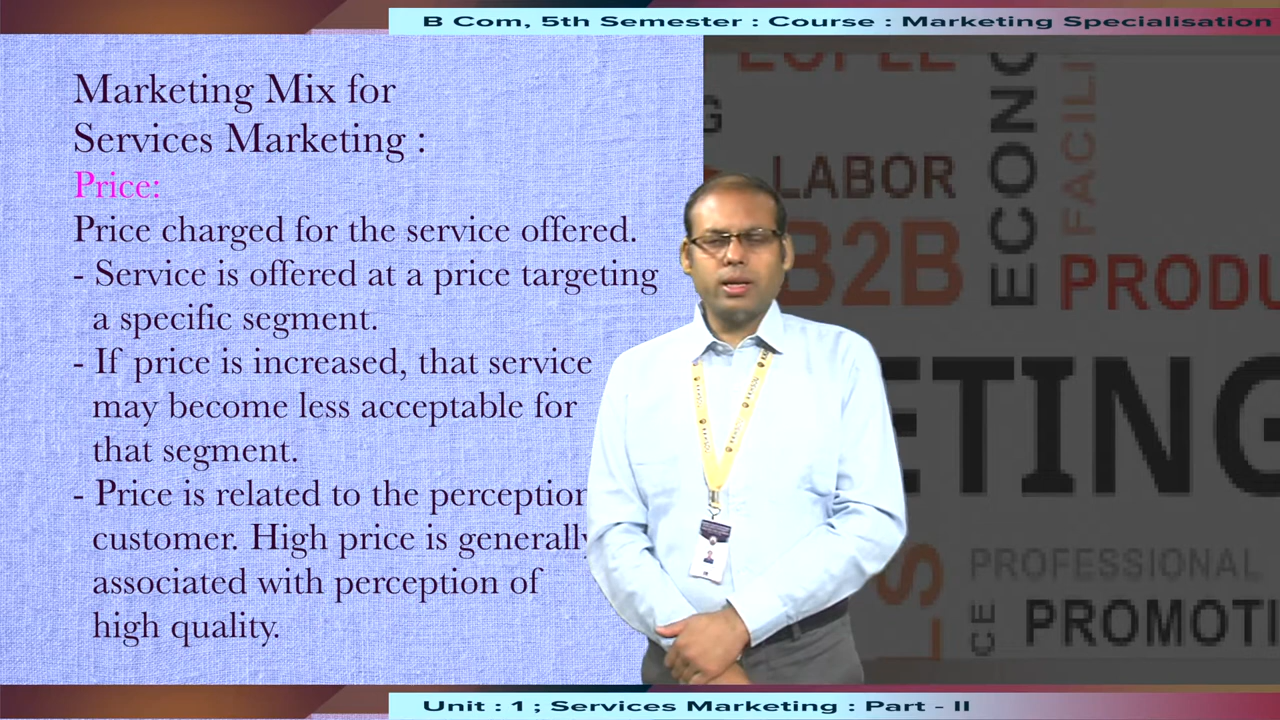 B Com, 5th Semester : Course : Marketing Specialisation
Marketing Mix for
Services Marketing :
Price:
Price charged for the service offered.
- Service is offered at a price targeting
a specific segment.
- If price is increased, that service
may become less acceptable for
that segment.
- Price is related to the perception
customer. High price is generally
associated with perception of
high quality.
LABOR
B2B
ECON
FACILI
PRODU
ETING
PROFESSIONAL
CE
PROMOTI
Unit : 1 ; Services Marketing : Part - II